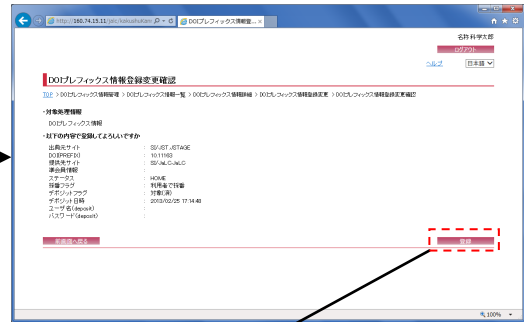 http://160.74.15.11/jalc/kokushuKam
DOIプレフィックス情報登...
名称 科学太郎
ログアウト
ヘルプ 日本語
DOIプレフィックス情報登録変更確認
TOP > DOIプレフィックス情報管理 > DOIプレフィックス情報一覧 > DOIプレフィックス情報詳細 > DOIプレフィックス情報登録変更 > DOIプレフィックス情報登録変更確認
・対象処理情報
DOIプレフィックス情報
・以下の内容で登録してよろしいですか
出典元サイト : SI/JST.JSTAGE
DOI(PREFIX) : 10.11163
提供先サイト : SI/JaLC.JaLC
準会員情報 :
ステータス : HOME
採番フラグ : 利用者で採番
デポジットフラグ : 対象(済)
デポジット日時 : 2013/02/25 17:14:48
ユーザ名(deposit) :
パスワード(deposit) :
前画面へ戻る
登録
100%